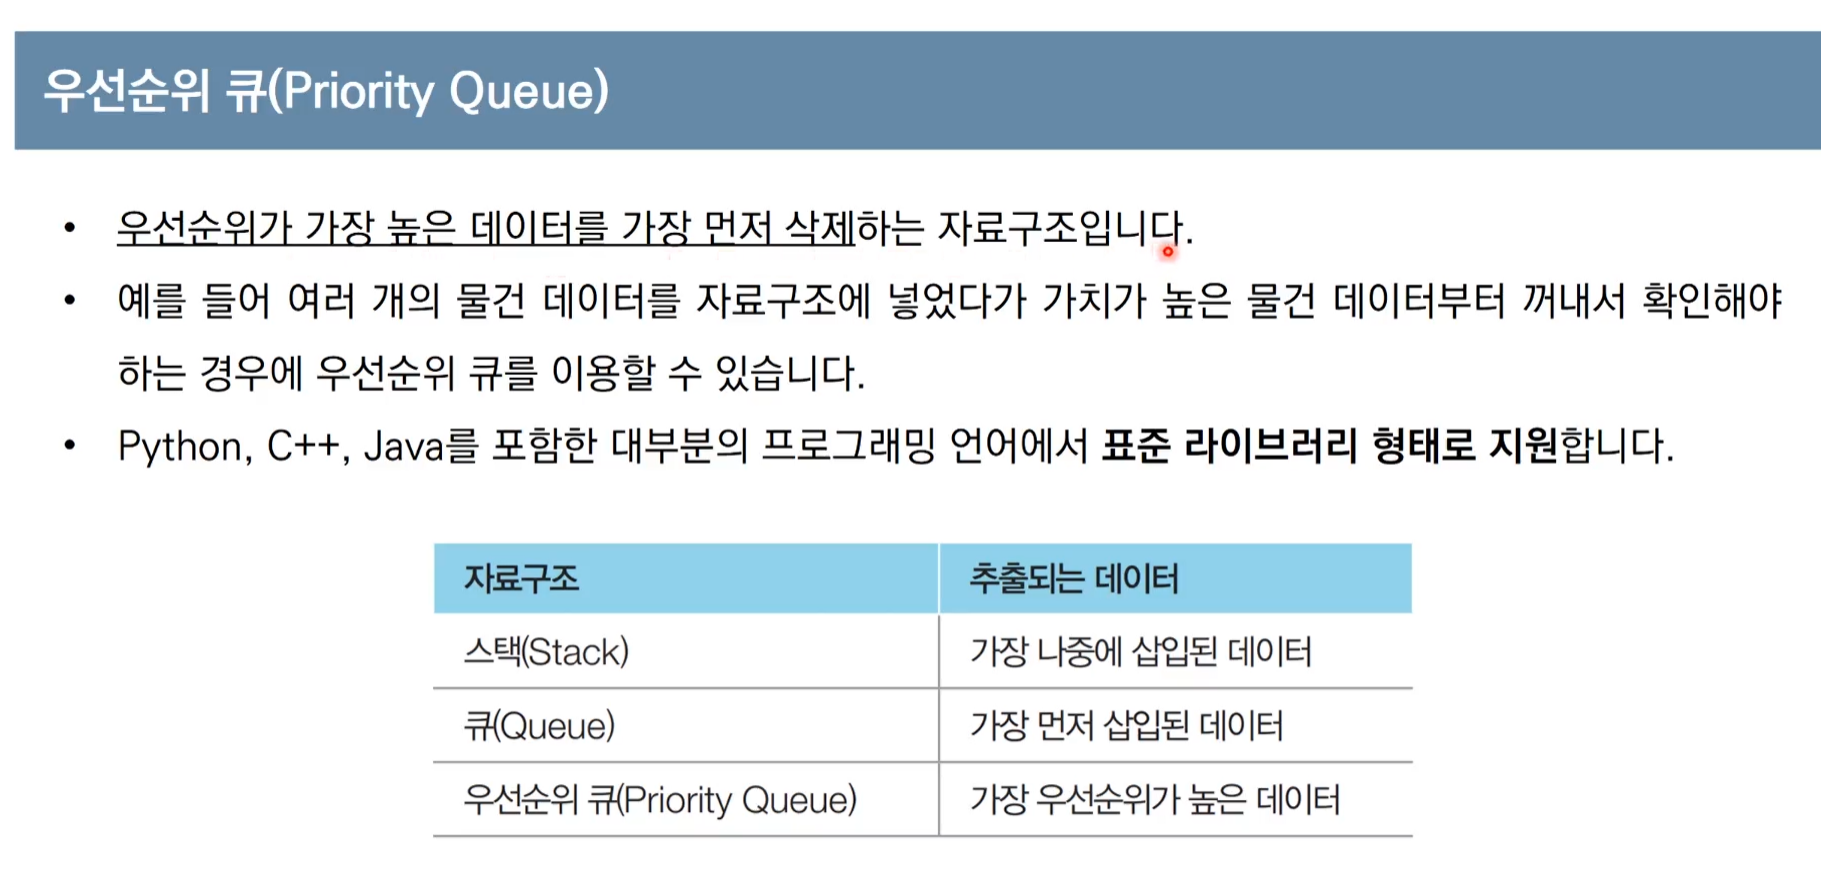 우선순위 큐(Priority Queue)
• 우선순위가 가장 높은 데이터를 가장 먼저 삭제하는 자료구조입니다.
• 예를 들어 여러 개의 물건 데이터를 자료구조에 넣었다가 가치가 높은 물건 데이터부터 꺼내서 확인해야
하는 경우에 우선순위 큐를 이용할 수 있습니다.
• Python, C++, Java를 포함한 대부분의 프로그래밍 언어에서 표준 라이브러리 형태로 지원합니다.
자료구조 추출되는 데이터
스택(Stack) 가장 나중에 삽입된 데이터
큐(Queue) 가장 먼저 삽입된 데이터
우선순위 큐(Priority Queue) 가장 우선순위가 높은 데이터